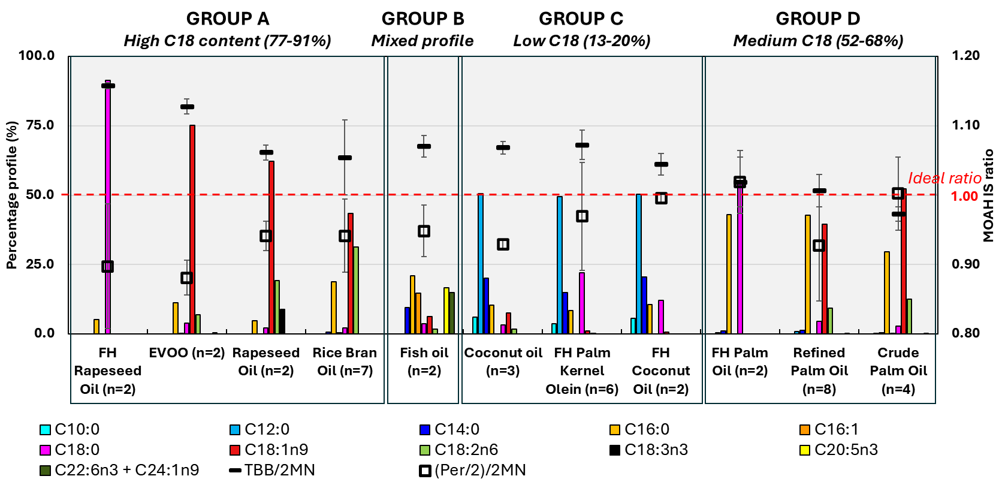 GROUP A GROUP B GROUP C GROUP D
High C18 content (77-91%) Mixed profile Low C18 (13-20%) Medium C18 (52-68%)
100.0
75.0
50.0
25.0
0.0
Percentage profile (%)
1.20
1.10
Ideal ratio
1.00
0.90
0.80
MOAH IS ratio
FH
Rapeseed
Oil (n=2)
EVOO (n=2)
Rapeseed
Oil (n=2)
Rice Bran
Oil (n=7)
Fish oil
(n=2)
Coconut oil
(n=3)
FH Palm
Kernel
Olein (n=6)
FH
Coconut
Oil (n=2)
FH Palm
Oil (n=2)
Refined
Palm Oil
(n=8)
Crude
Palm Oil
(n=4)
C10:0 C12:0 C14:0 C16:0 C16:1
C18:0 C18:1n9 C18:2n6 C18:3n3 C20:5n3
C22:6n3 + C24:1n9 TBB/2MN (Per/2)/2MN